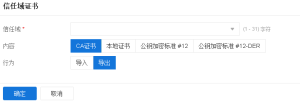 信任域证书
信任域 * (1 - 31) 字符
内容 CA证书 本地证书 公钥加密标准 #12 公钥加密标准 #12-DER
行为 导入 导出
确定 取消